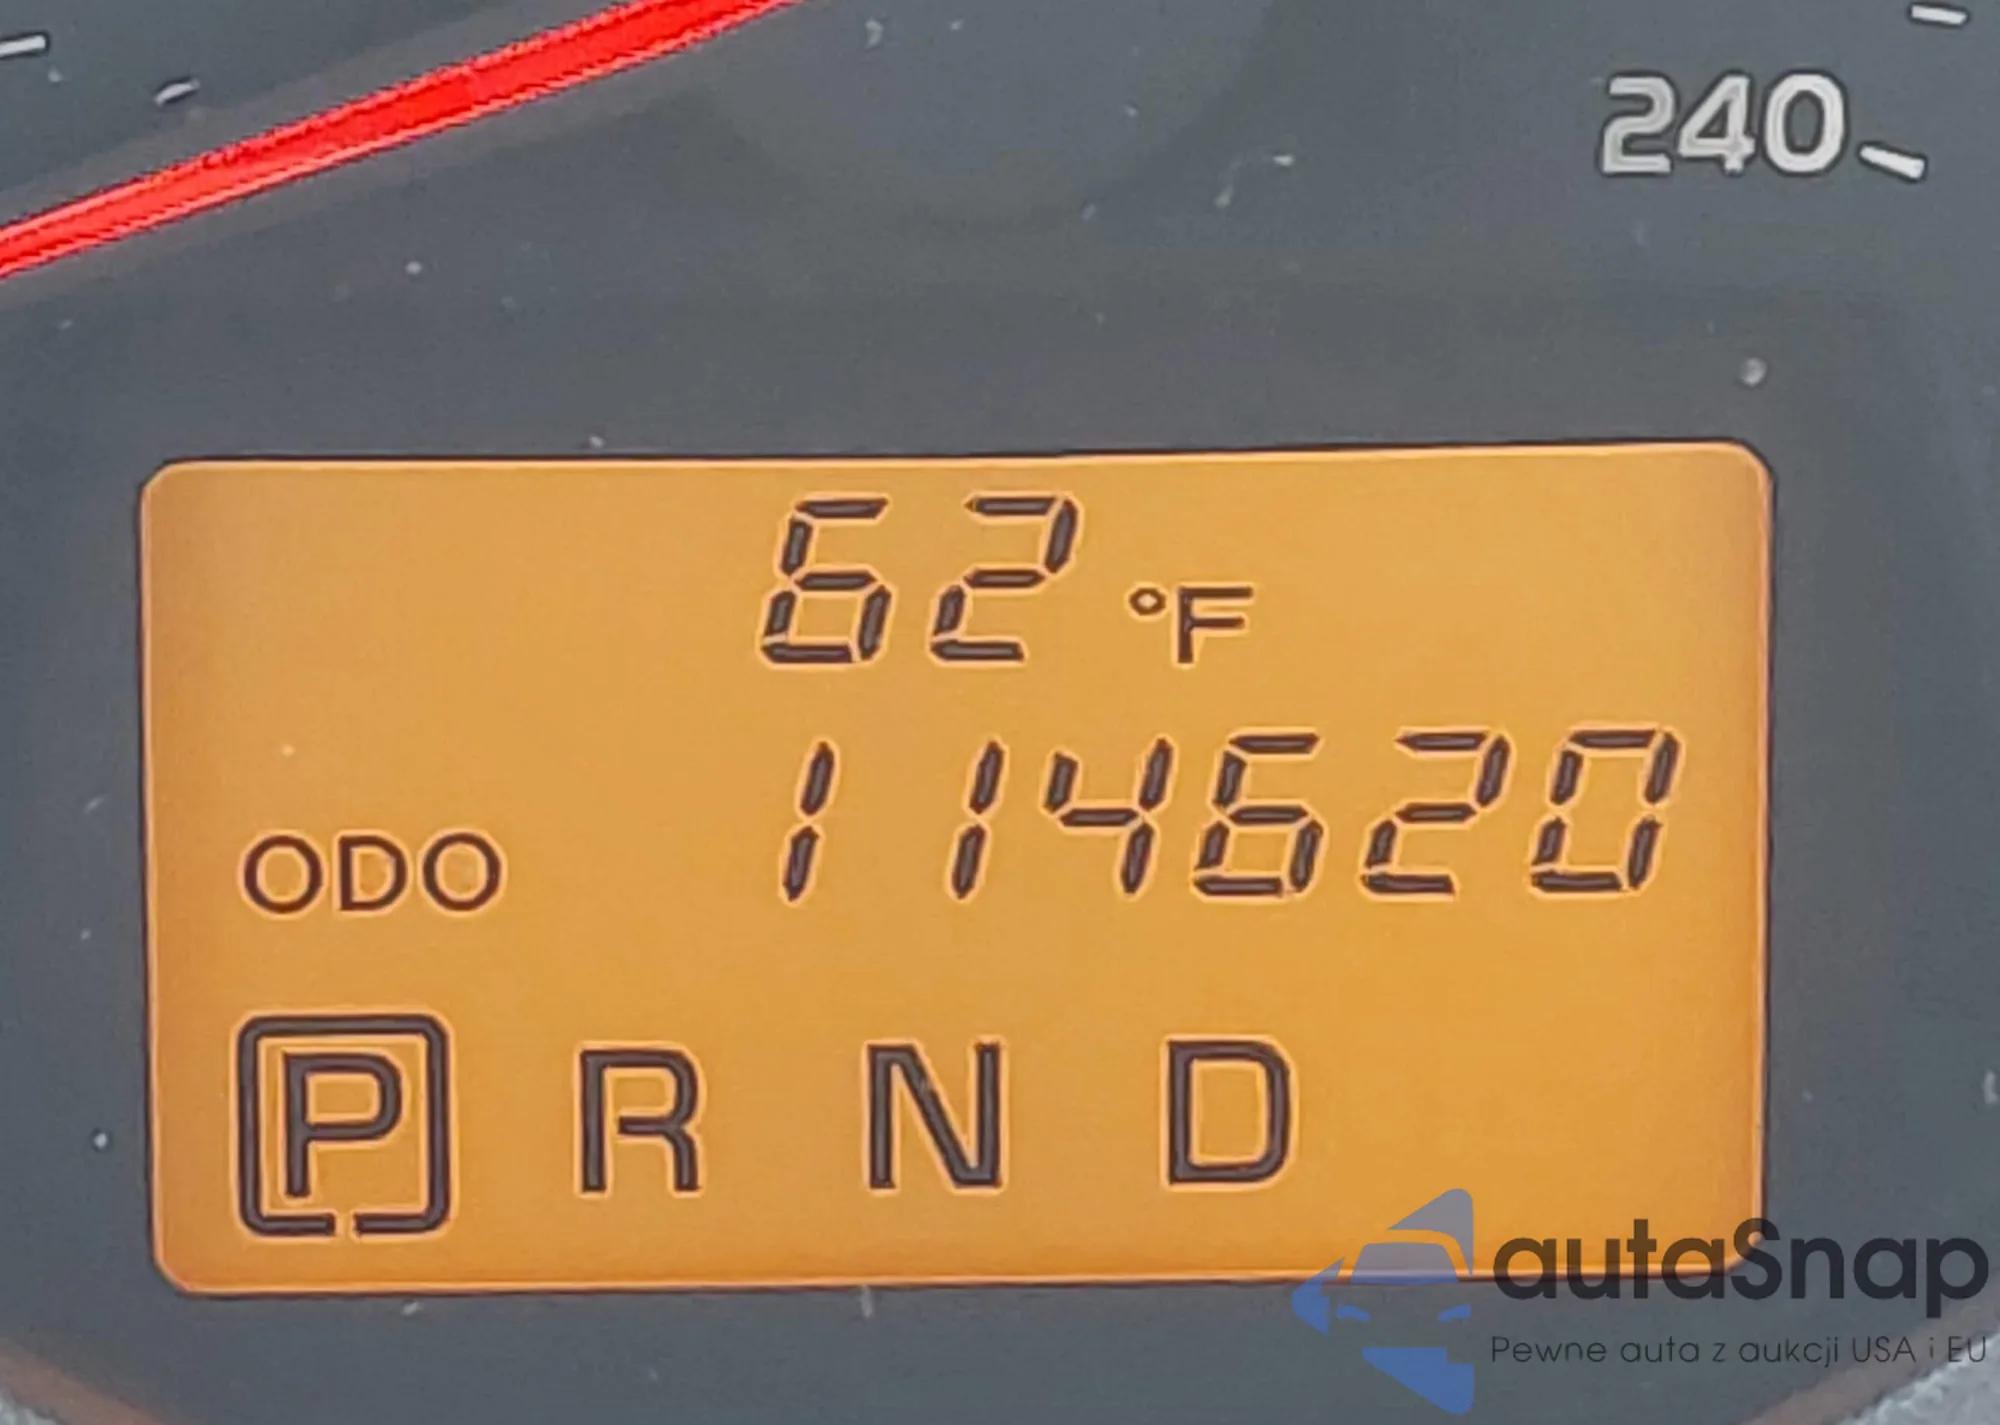 240
62 °F
ODO 114620
P R N D
autaSnap
Pewne auta z aukcji USA i EU